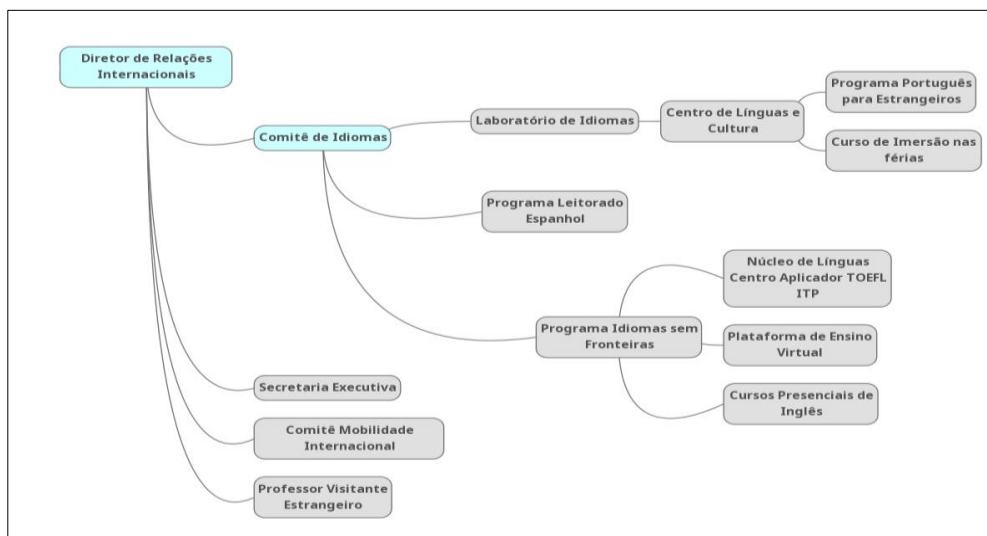 Diretor de Relações
Internacionais
Comitê de Idiomas
Laboratório de Idiomas
Centro de Línguas e
Cultura
Programa Português
para Estrangeiros
Curso de Imersão nas
férias
Programa Leitorado
Espanhol
Programa Idiomas sem
Fronteiras
Núcleo de Línguas
Centro Aplicador TOEFL
ITP
Plataforma de Ensino
Virtual
Cursos Presenciais de
Inglês
Secretaria Executiva
Comitê Mobilidade
Internacional
Professor Visitante
Estrangeiro